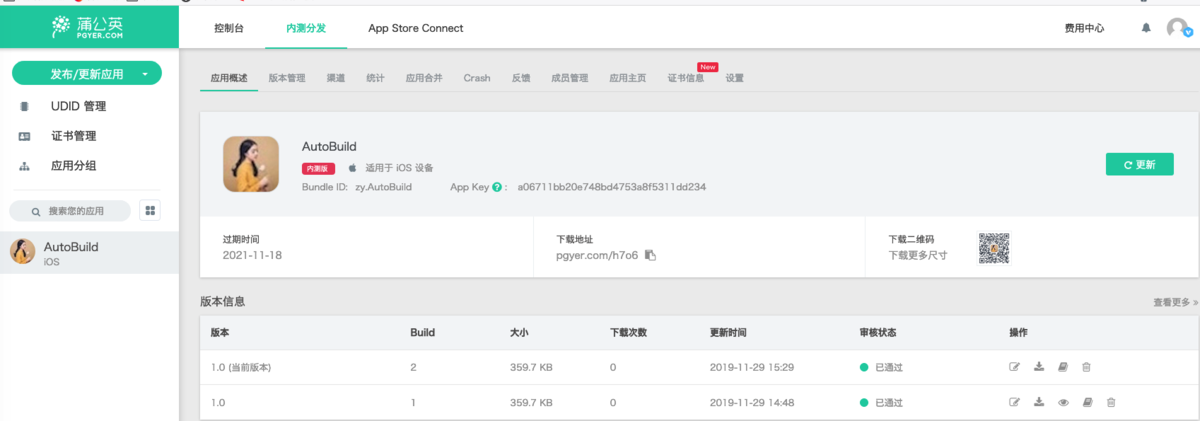 蒲公英
PGYER.COM
控制台 内测分发 App Store Connect 费用中心
发布/更新应用
UDID 管理
证书管理
应用分组
搜索您的应用
AutoBuild
iOS
应用概述 版本管理 渠道 统计 应用合并 Crash 反馈 成员管理 应用主页 证书信息 New 设置
AutoBuild
内测版 适用于 iOS 设备
Bundle ID: zy.AutoBuild App Key ? : a06711bb20e748bd4753a8f5311dd234
更新
过期时间 下载地址 下载二维码
2021-11-18 pgyer.com/h7o6 下载更多尺寸
版本信息 查看更多 »
版本 Build 大小 下载次数 更新时间 审核状态 操作
1.0 (当前版本) 2 359.7 KB 0 2019-11-29 15:29 已通过
1.0 1 359.7 KB 0 2019-11-29 14:48 已通过